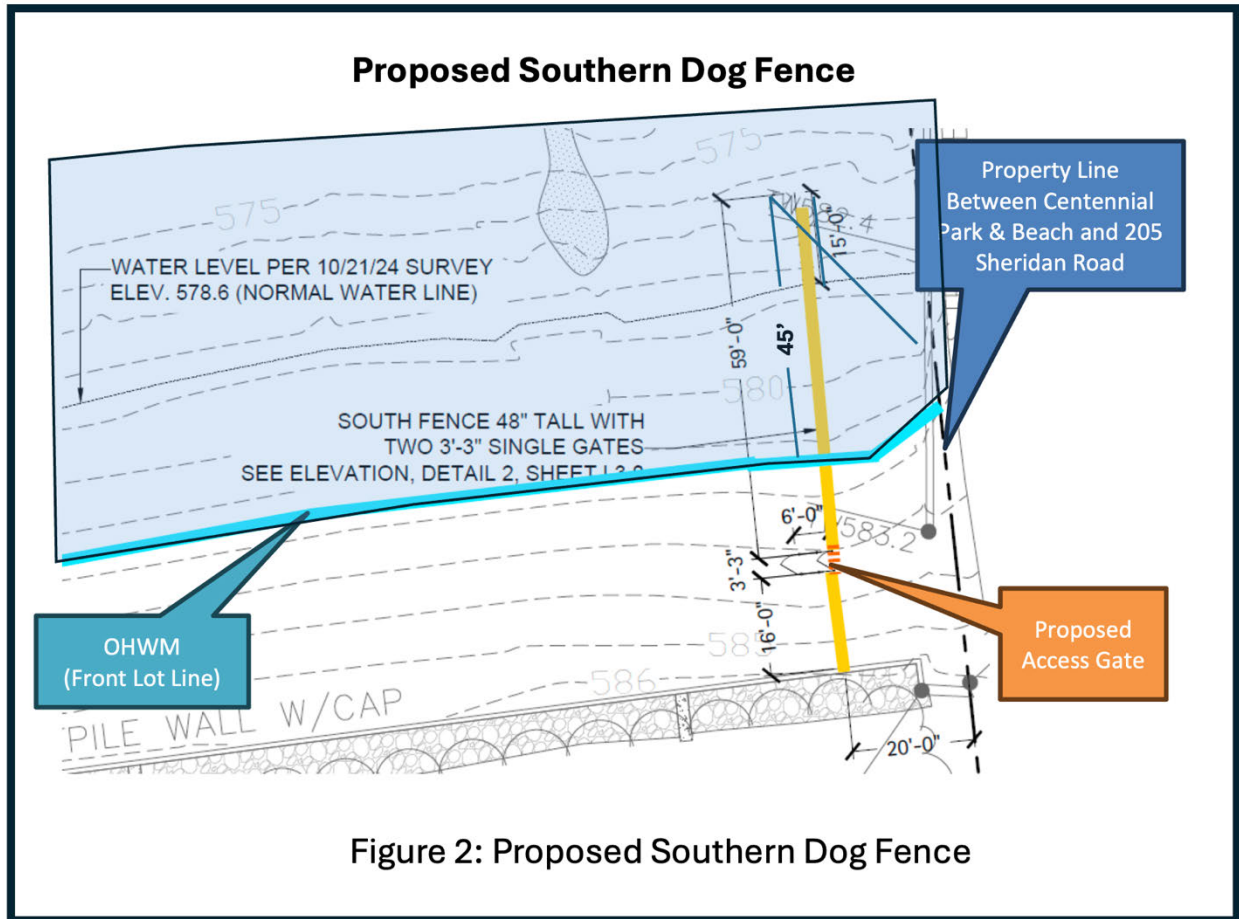 Proposed Southern Dog Fence
575
575
Property Line
Between Centennial
Park & Beach and 205
Sheridan Road
15'-0"
WATER LEVEL PER 10/21/24 SURVEY
ELEV. 578.6 (NORMAL WATER LINE)
59'-0"
45'
580
SOUTH FENCE 48" TALL WITH
TWO 3'-3" SINGLE GATES
SEE ELEVATION, DETAIL 2, SHEET
6'-0"
583.2
3'-3"
16'-0"
OHWM
(Front Lot Line)
Proposed
Access Gate
586
PILE WALL W/CAP
20'-0"
Figure 2: Proposed Southern Dog Fence